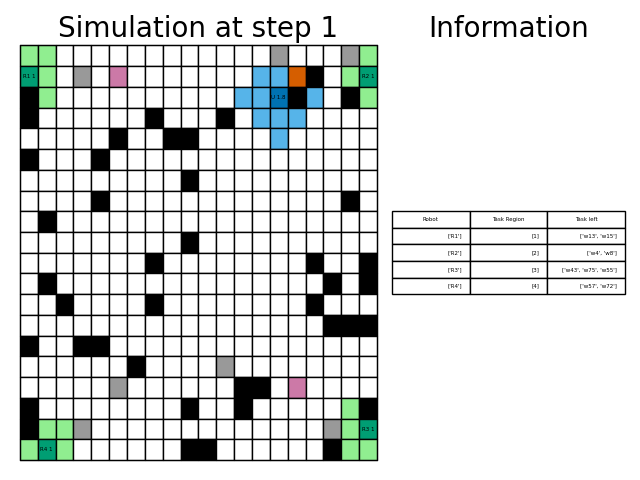 Simulation at step 1
Information
R1 1
R2 1
U 1.0
R3 1
R4 1
Robot Task Region Task left
['R1'] [1] ['w13', 'w15']
['R2'] [2] ['w4', 'w8']
['R3'] [3] ['w43', 'w75', 'w55']
['R4'] [4] ['w57', 'w72']